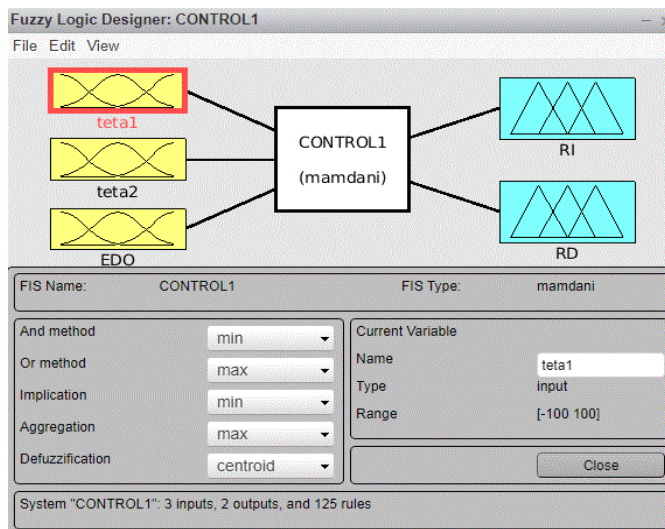 Fuzzy Logic Designer: CONTROL1
File Edit View
teta1
teta2
EDO
CONTROL1
(mamdani)
RI
RD
FIS Name: CONTROL1 FIS Type: mamdani
And method min
Or method max
Implication min
Aggregation max
Defuzzification centroid
Current Variable
Name teta1
Type input
Range [-100 100]
Close
System "CONTROL1": 3 inputs, 2 outputs, and 125 rules